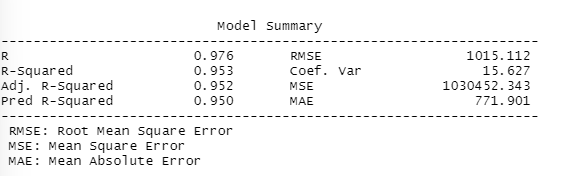 Model Summary
R 0.976 RMSE 1015.112
R-Squared 0.953 Coef. Var 15.627
Adj. R-Squared 0.952 MSE 1030452.343
Pred R-Squared 0.950 MAE 771.901
RMSE: Root Mean Square Error
MSE: Mean Square Error
MAE: Mean Absolute Error